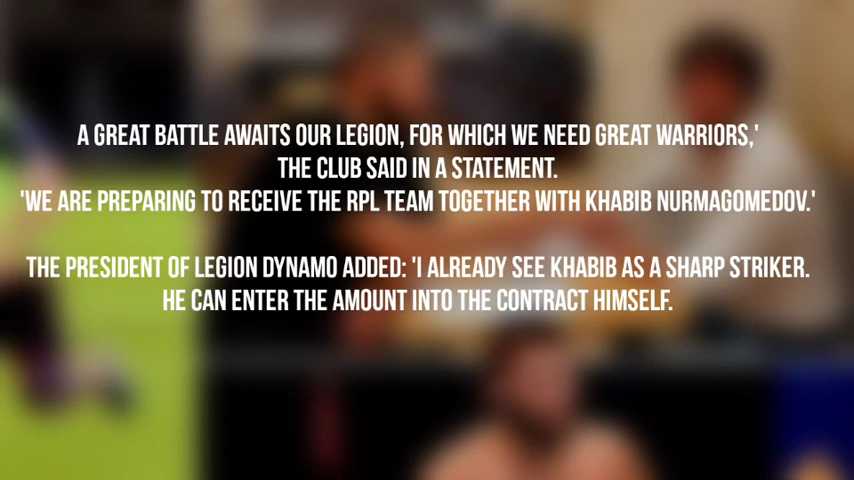 A GREAT BATTLE AWAITS OUR LEGION, FOR WHICH WE NEED GREAT WARRIORS,'
THE CLUB SAID IN A STATEMENT.
'WE ARE PREPARING TO RECEIVE THE RPL TEAM TOGETHER WITH KHABIB NURMAGOMEDOV.'
THE PRESIDENT OF LEGION DYNAMO ADDED: 'I ALREADY SEE KHABIB AS A SHARP STRIKER.
HE CAN ENTER THE AMOUNT INTO THE CONTRACT HIMSELF.